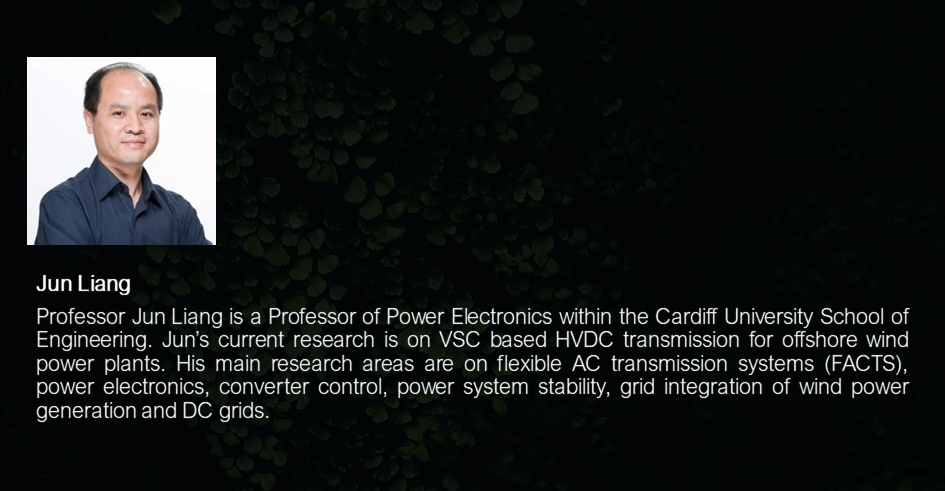 Jun Liang
Professor Jun Liang is a Professor of Power Electronics within the Cardiff University School of
Engineering. Jun’s current research is on VSC based HVDC transmission for offshore wind
power plants. His main research areas are on flexible AC transmission systems (FACTS),
power electronics, converter control, power system stability, grid integration of wind power
generation and DC grids.